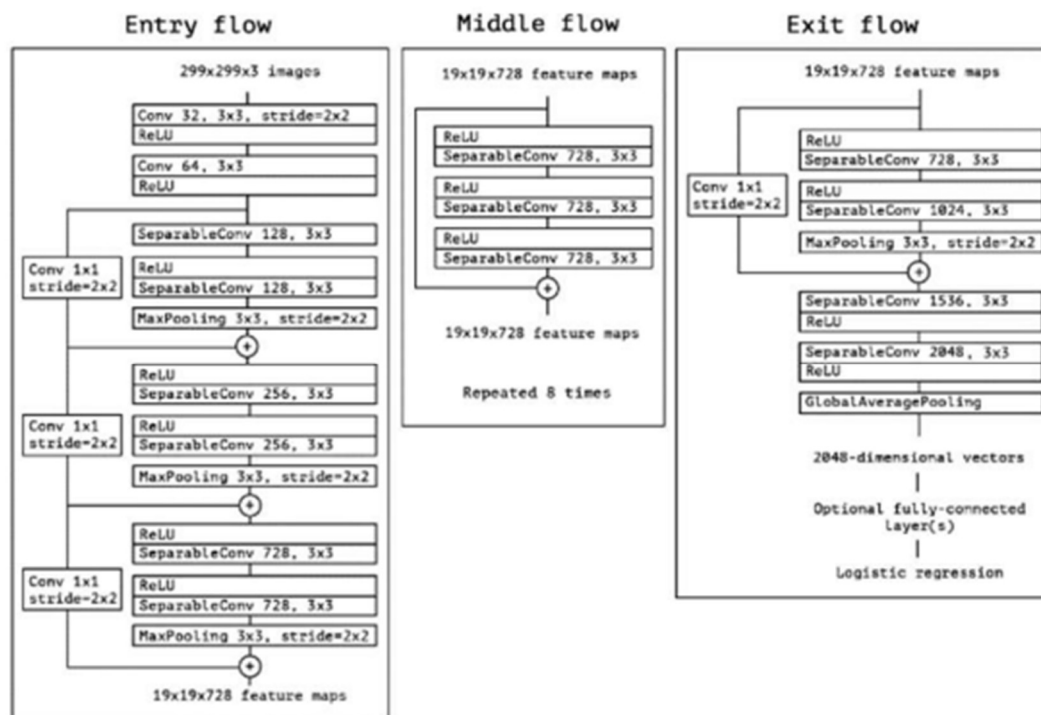 Entry flow
299x299x3 images
Conv 32, 3x3, stride=2x2
ReLU
Conv 64, 3x3
ReLU
SeparableConv 128, 3x3
Conv 1x1
stride=2x2
ReLU
SeparableConv 128, 3x3
MaxPooling 3x3, stride=2x2
+
ReLU
SeparableConv 256, 3x3
Conv 1x1
stride=2x2
ReLU
SeparableConv 256, 3x3
MaxPooling 3x3, stride=2x2
+
ReLU
SeparableConv 728, 3x3
Conv 1x1
stride=2x2
ReLU
SeparableConv 728, 3x3
MaxPooling 3x3, stride=2x2
+
19x19x728 feature maps
Middle flow
19x19x728 feature maps
ReLU
SeparableConv 728, 3x3
ReLU
SeparableConv 728, 3x3
ReLU
SeparableConv 728, 3x3
+
19x19x728 feature maps
Repeated 8 times
Exit flow
19x19x728 feature maps
ReLU
SeparableConv 728, 3x3
Conv 1x1
stride=2x2
ReLU
SeparableConv 1024, 3x3
MaxPooling 3x3, stride=2x2
+
SeparableConv 1536, 3x3
ReLU
SeparableConv 2048, 3x3
ReLU
GlobalAveragePooling
2048-dimensional vectors
Optional fully-connected
layer(s)
Logistic regression